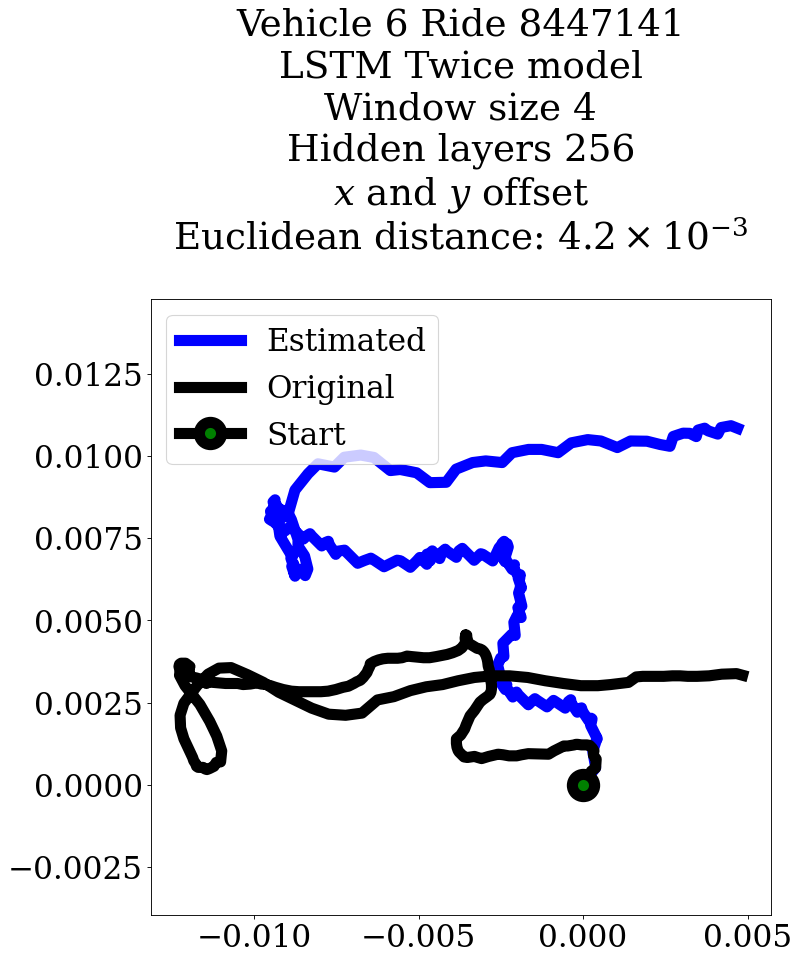 Vehicle 6 Ride 8447141
LSTM Twice model
Window size 4
Hidden layers 256
x and y offset
Euclidean distance: 4.2 × 10⁻³
Estimated
Original
Start
0.0125
0.0100
0.0075
0.0050
0.0025
0.0000
−0.0025
−0.010 −0.005 0.000 0.005